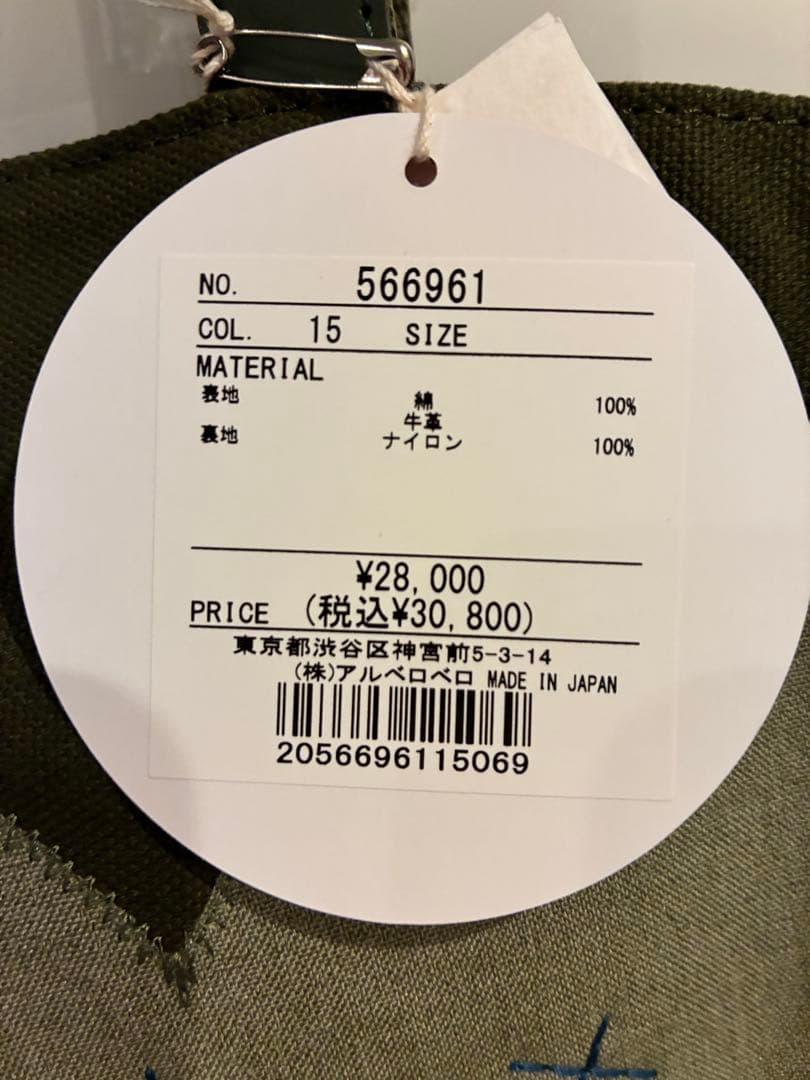 NO. 566961
COL. 15 SIZE
MATERIAL
表地 綿 100%
牛革
裏地 ナイロン 100%
¥28,000
PRICE (税込¥30,800)
東京都渋谷区神宮前5-3-14
(株)アルベロベロ MADE IN JAPAN
2056696115069